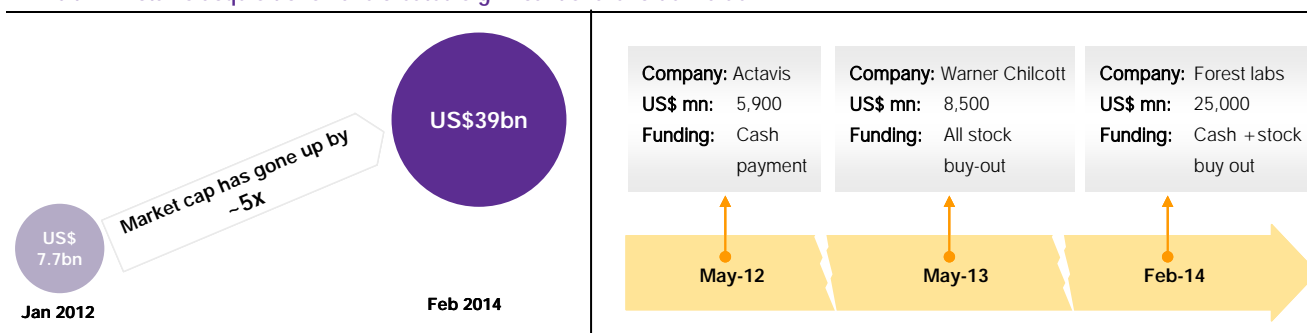 US$39bn
Market cap has gone up by
~5x
US$
7.7bn
Jan 2012
Feb 2014
Company: Actavis
US$ mn: 5,900
Funding: Cash
payment
Company: Warner Chilcott
US$ mn: 8,500
Funding: All stock
buy-out
Company: Forest labs
US$ mn: 25,000
Funding: Cash +stock
buy out
May-12
May-13
Feb-14